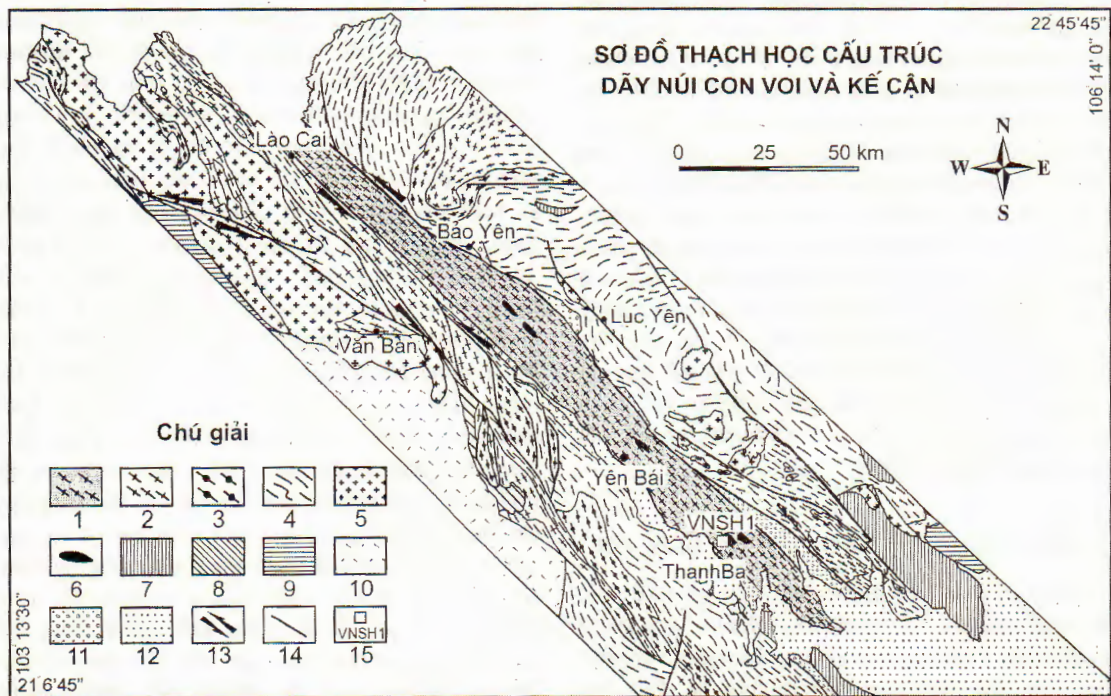 22 45'45"
106 14' 0"
SƠ ĐỒ THẠCH HỌC CẤU TRÚC
DÃY NÚI CON VOI VÀ KẾ CẬN
0 25 50 km
N
W E
S
Lào Cai
Bảo Yên
Luc Yên
Văn Bàn
Yên Bái
VNSH1
ThanhBa
Chú giải
1 2 3 4 5
6 7 8 9 10
VNSH1
11 12 13 14 15
103 13'30"
21 6'45"